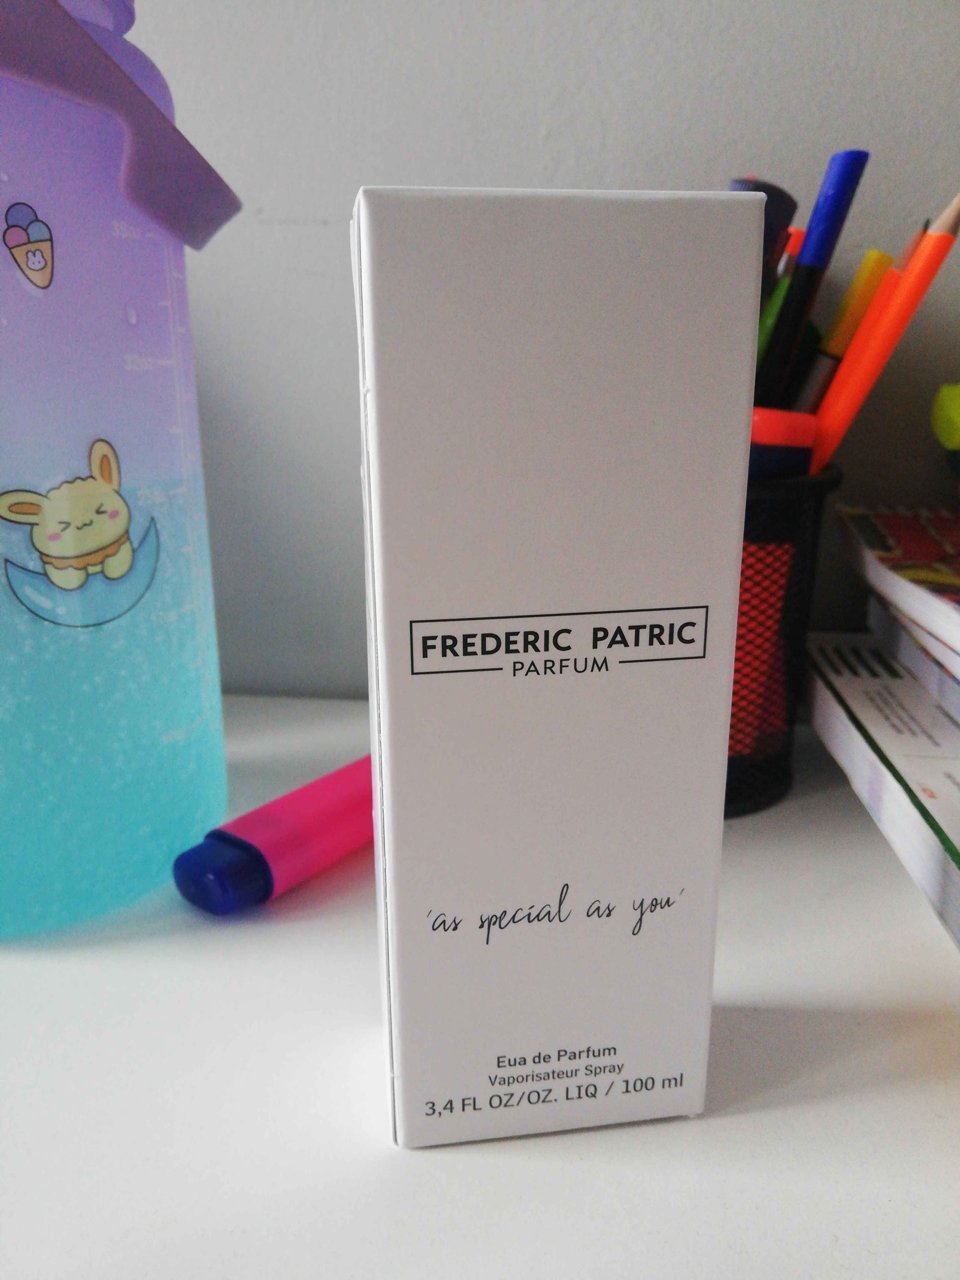 FREDERIC PATRIC
PARFUM
'as special as you'
Eua de Parfum
Vaporisateur Spray
3,4 FL OZ/OZ. LIQ / 100 ml